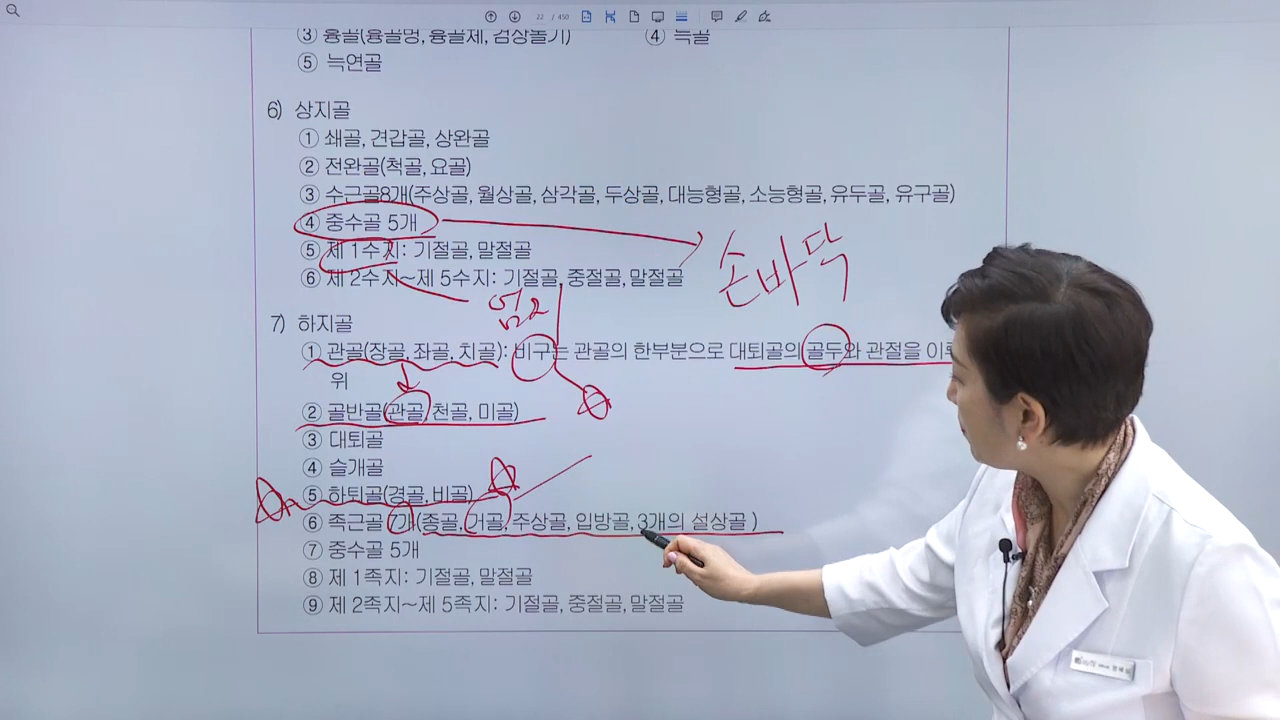 22 / 450
③ 흉골(흉골병, 흉골체, 검상돌기) ④ 늑골
⑤ 늑연골
6) 상지골
① 쇄골, 견갑골, 상완골
② 전완골(척골, 요골)
③ 수근골8개(주상골, 월상골, 삼각골, 두상골, 대능형골, 소능형골, 유두골, 유구골)
④ 중수골 5개
손바닥
⑤ 제 1수지: 기절골, 말절골
⑥ 제 2수지~제 5수지: 기절골, 중절골, 말절골
엄지
7) 하지골
① 관골(장골, 좌골, 치골): 비구는 관골의 한부분으로 대퇴골의 골두와 관절을 이
위
② 골반골(관골, 천골, 미골)
③ 대퇴골
④ 슬개골
⑤ 하퇴골(경골, 비골)
⑥ 족근골 7개(종골, 거골, 주상골, 입방골, 3개의 설상골 )
⑦ 중수골 5개
⑧ 제 1족지: 기절골, 말절골
⑨ 제 2족지~제 5족지: 기절골, 중절골, 말절골